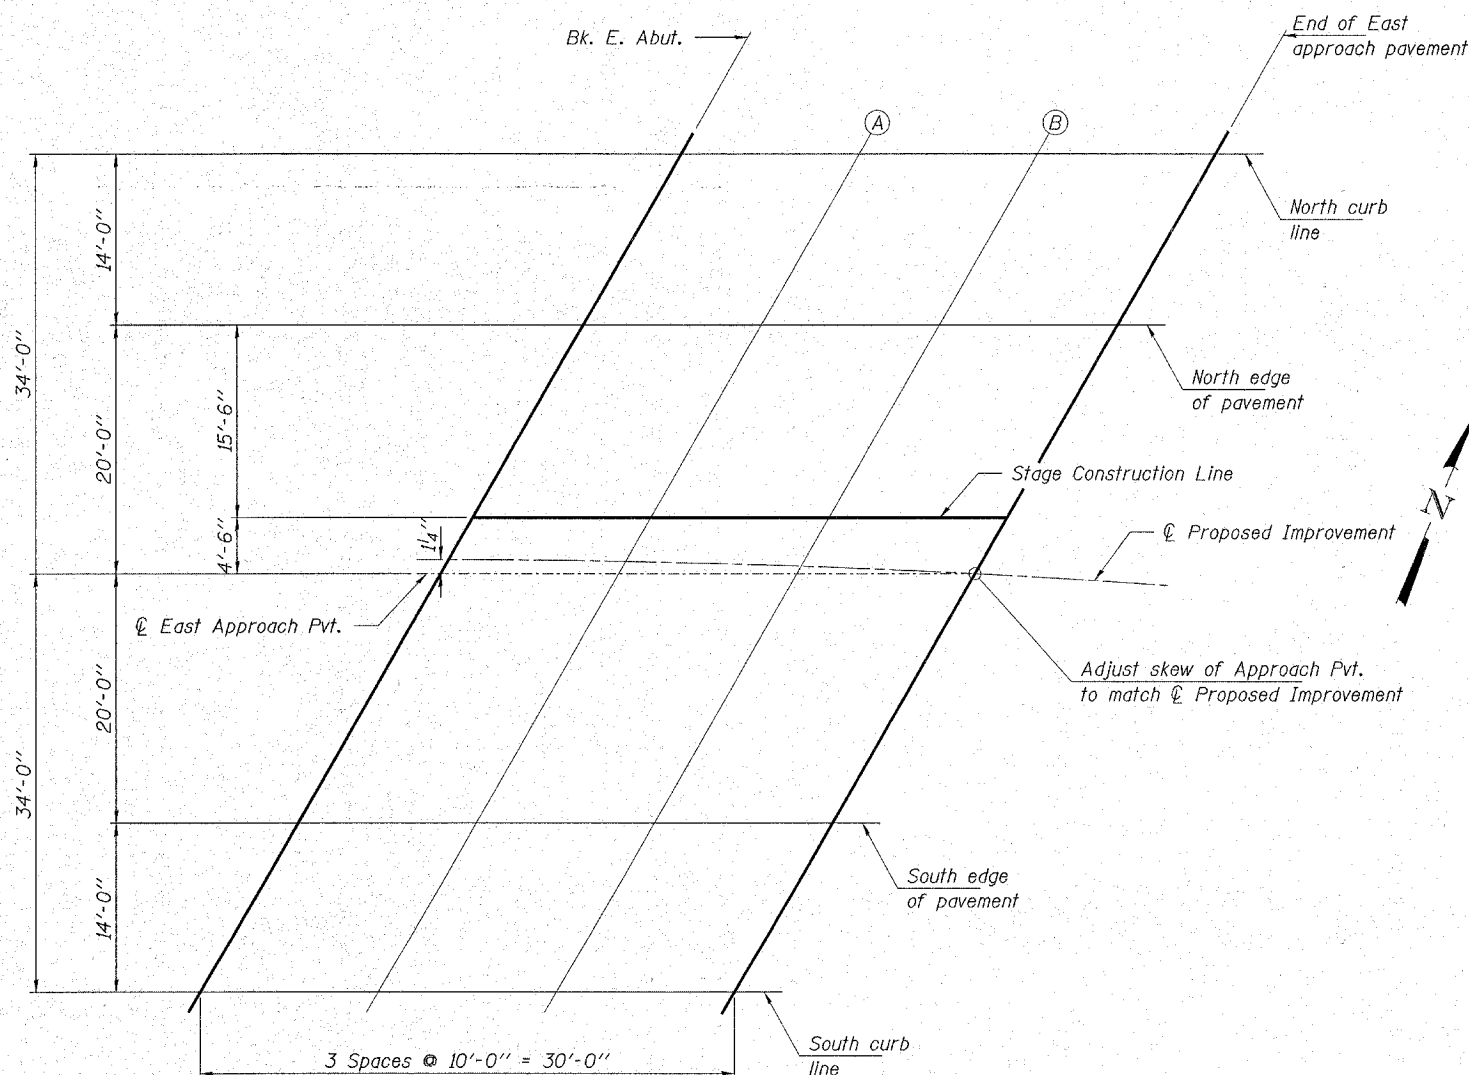 Bk. E. Abut.
End of East
approach pavement
A
B
North curb
line
14'-0"
34'-0"
North edge
of pavement
15'-6"
20'-0"
Stage Construction Line
N
℄ Proposed Improvement
1¼"
4'-6"
℄ East Approach Pvt.
Adjust skew of Approach Pvt.
to match ℄ Proposed Improvement
20'-0"
34'-0"
South edge
of pavement
14'-0"
South curb
line
3 Spaces @ 10'-0" = 30'-0"